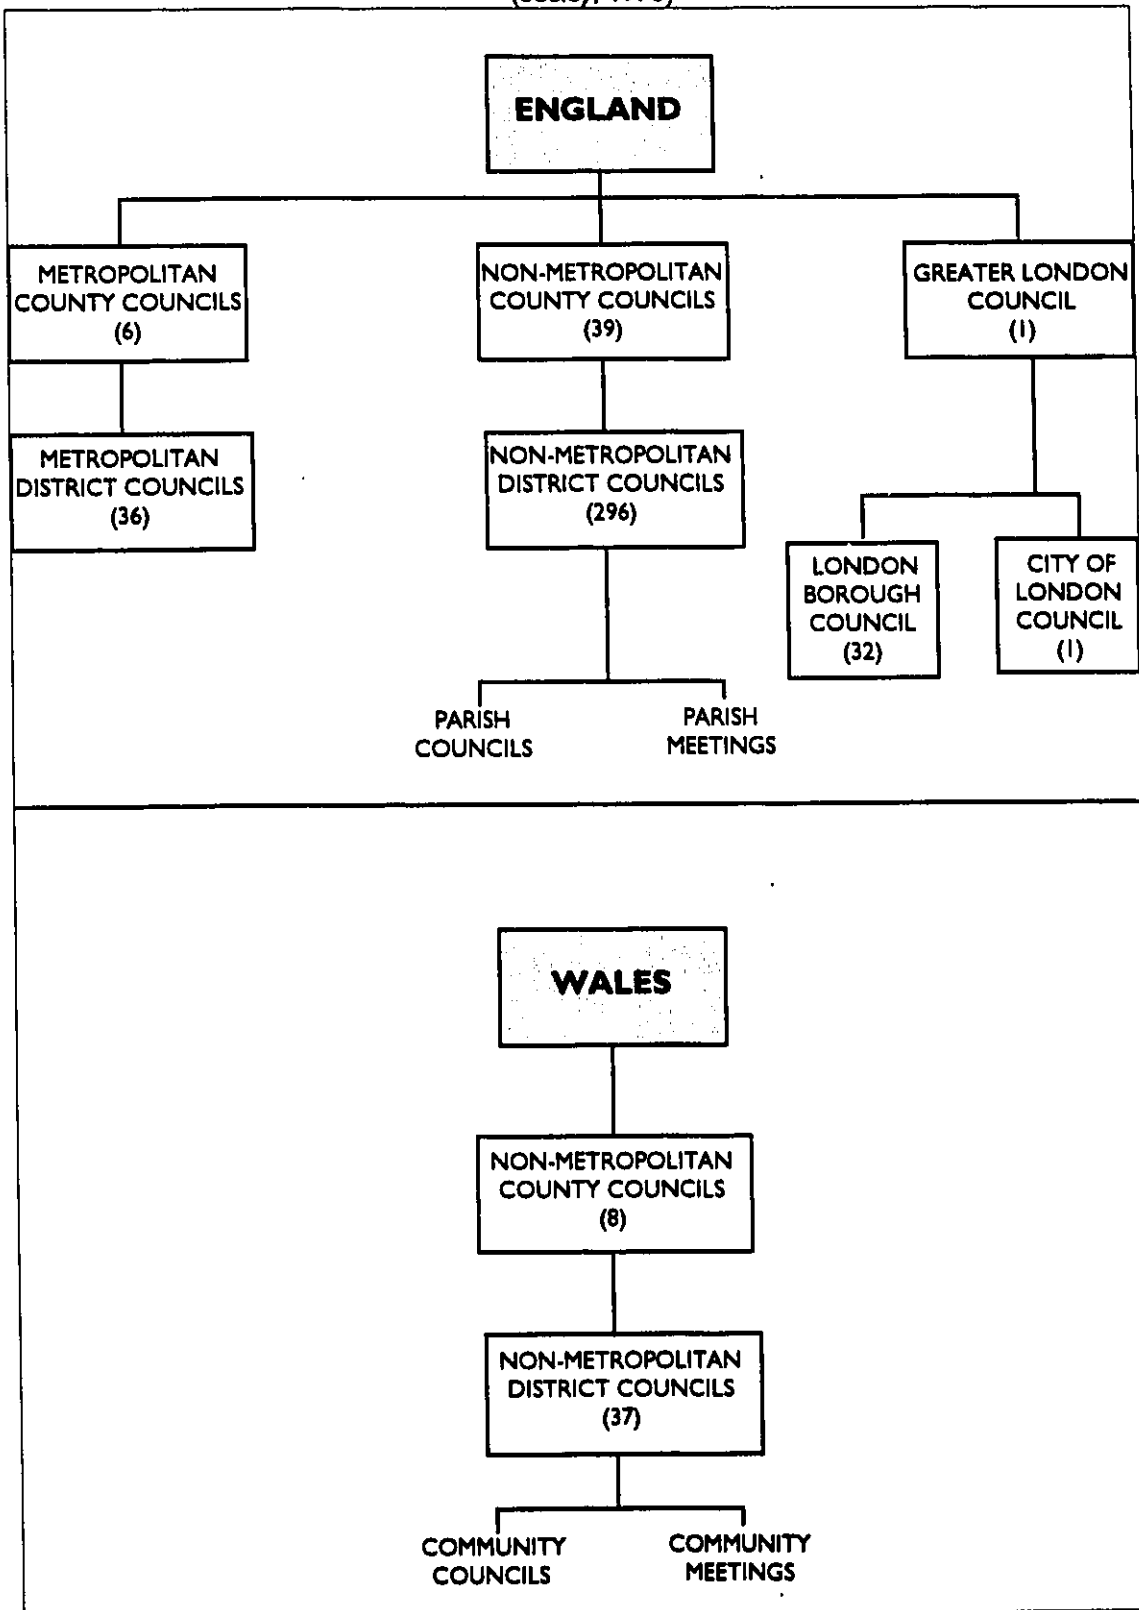 ENGLAND
METROPOLITAN
COUNTY COUNCILS
(6)
NON-METROPOLITAN
COUNTY COUNCILS
(39)
GREATER LONDON
COUNCIL
(1)
METROPOLITAN
DISTRICT COUNCILS
(36)
NON-METROPOLITAN
DISTRICT COUNCILS
(296)
LONDON
BOROUGH
COUNCIL
(32)
CITY OF
LONDON
COUNCIL
(1)
PARISH
COUNCILS
PARISH
MEETINGS
WALES
NON-METROPOLITAN
COUNTY COUNCILS
(8)
NON-METROPOLITAN
DISTRICT COUNCILS
(37)
COMMUNITY
COUNCILS
COMMUNITY
MEETINGS